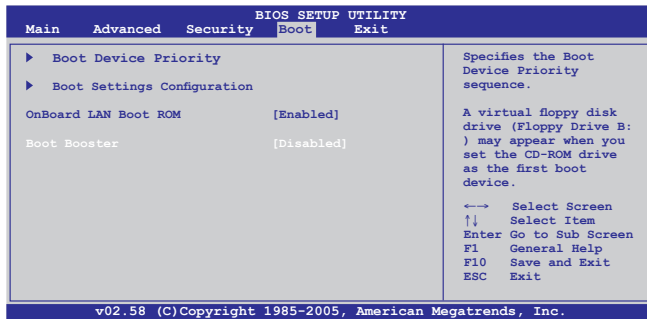 BIOS SETUP UTILITY
Main Advanced Security Boot Exit
Boot Device Priority
Boot Settings Configuration
OnBoard LAN Boot ROM [Enabled]
Boot Booster [Disabled]
Specifies the Boot
Device Priority
sequence.
A virtual floppy disk
drive (Floppy Drive B:
) may appear when you
set the CD-ROM drive
as the first boot
device.
←→ Select Screen
↑↓ Select Item
Enter Go to Sub Screen
F1 General Help
F10 Save and Exit
ESC Exit
v02.58 (C)Copyright 1985-2005, American Megatrends, Inc.